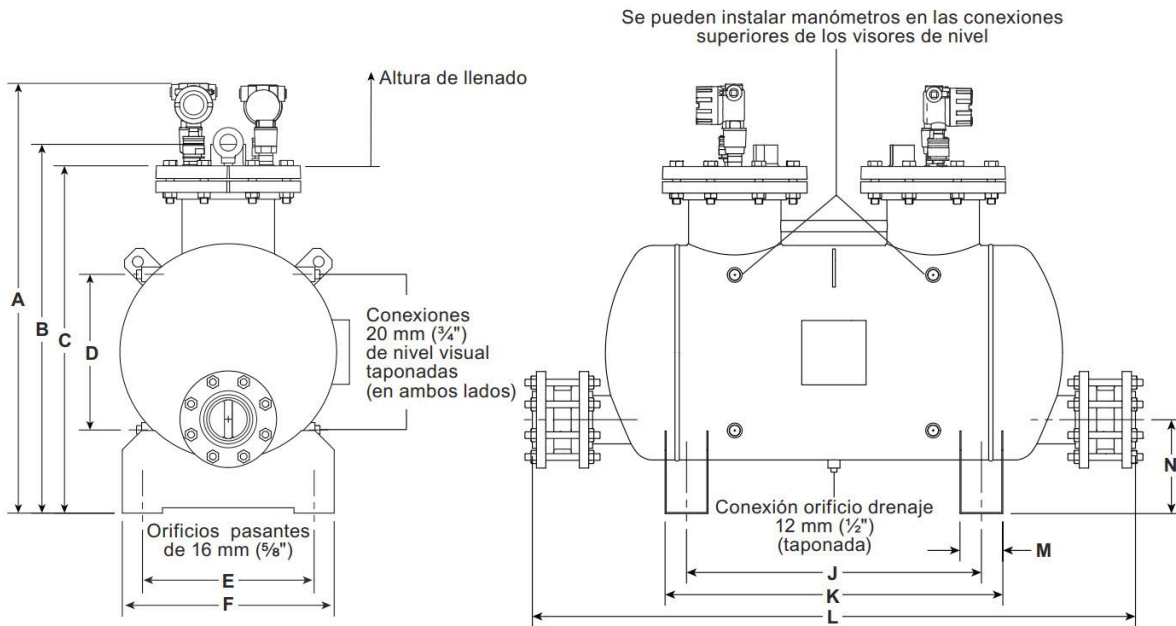 Se pueden instalar manómetros en las conexiones
superiores de los visores de nivel
Altura de llenado
A
B
C
D
Conexiones
20 mm (¾")
de nivel visual
taponadas
(en ambos lados)
Orificios pasantes
de 16 mm (⅝")
E
F
N
Conexión orificio drenaje
12 mm (½")
(taponada)
M
J
K
L